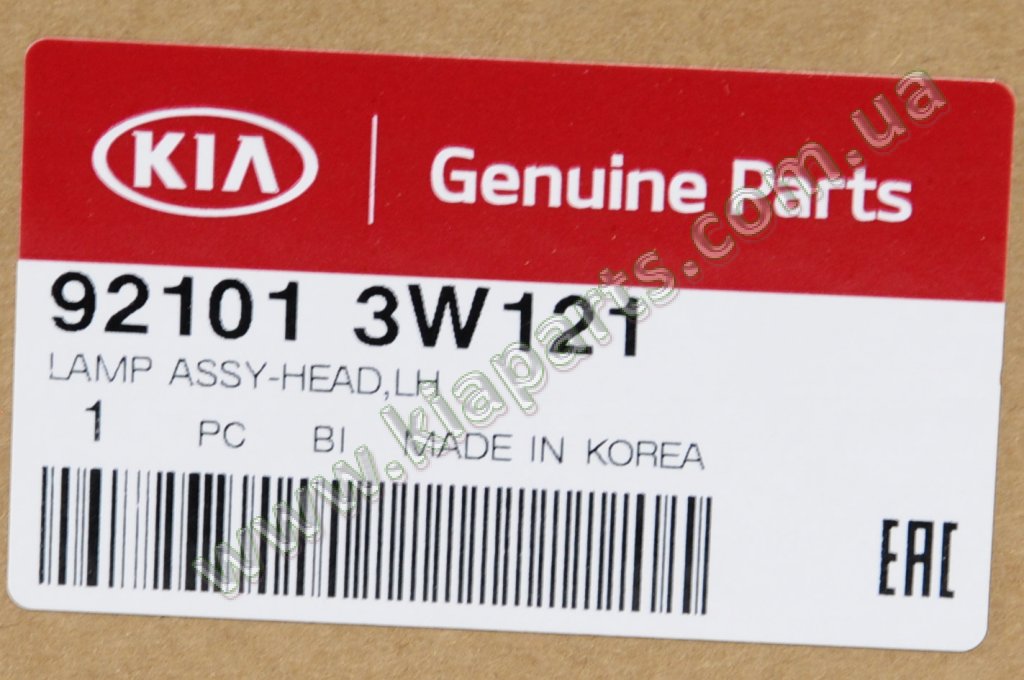 KIA Genuine Parts
92101 3W121
LAMP ASSY-HEAD,LH
1 PC BI MADE IN KOREA
EAC
www.kiaparts.com.ua